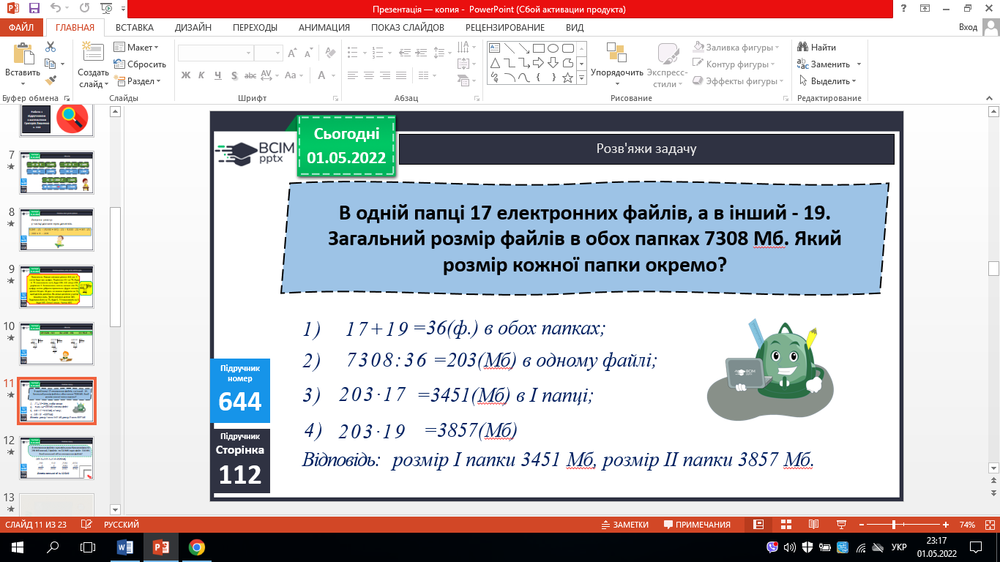 Презентація — копия - PowerPoint (Сбой активации продукта)
ФАЙЛ ГЛАВНАЯ ВСТАВКА ДИЗАЙН ПЕРЕХОДЫ АНИМАЦИЯ ПОКАЗ СЛАЙДОВ РЕЦЕНЗИРОВАНИЕ ВИД Вход
Вставить
Буфер обмена
Создать слайд
Макет
Сбросить
Раздел
Слайды
Ж К Ч S abc AV Aa А
Шрифт
Абзац
Упорядочить
Экспресс-стили
Заливка фигуры
Контур фигуры
Эффекты фигуры
Рисование
Найти
Заменить
Выделить
Редактирование
7
8
9
10
11
12
13
Сьогодні
01.05.2022
BCIM
pptx
Розв'яжи задачу
В одній папці 17 електронних файлів, а в інший - 19.
Загальний розмір файлів в обох папках 7308 Мб. Який
розмір кожної папки окремо?
1) 17+19 =36(ф.) в обох папках;
2) 7308:36 =203(Мб) в одному файлі;
3) 203·17 =3451(Мб) в І папці;
4) 203·19 =3857(Мб)
Відповідь: розмір І папки 3451 Мб, розмір ІІ папки 3857 Мб.
Підручник
номер
644
Підручник
Сторінка
112
СЛАЙД 11 ИЗ 23 РУССКИЙ ЗАМЕТКИ ПРИМЕЧАНИЯ 74%
УКР
23:17
01.05.2022